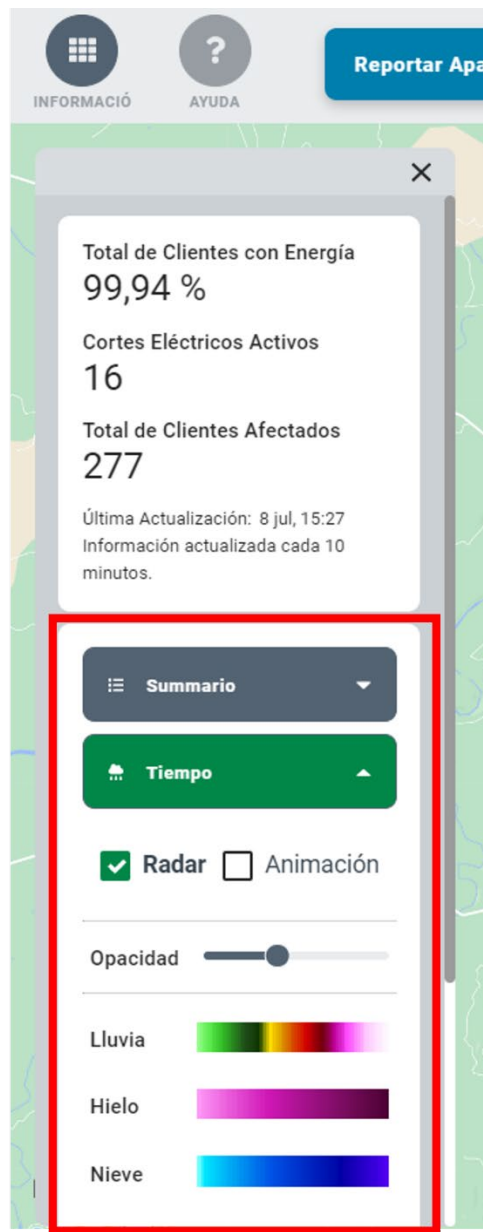 ?
INFORMACIÓ
AYUDA
Reportar Apa
Total de Clientes con Energía
99,94 %
Cortes Eléctricos Activos
16
Total de Clientes Afectados
277
Última Actualización: 8 jul, 15:27
Información actualizada cada 10
minutos.
Summario
Tiempo
Radar Animación
Opacidad
Lluvia
Hielo
Nieve